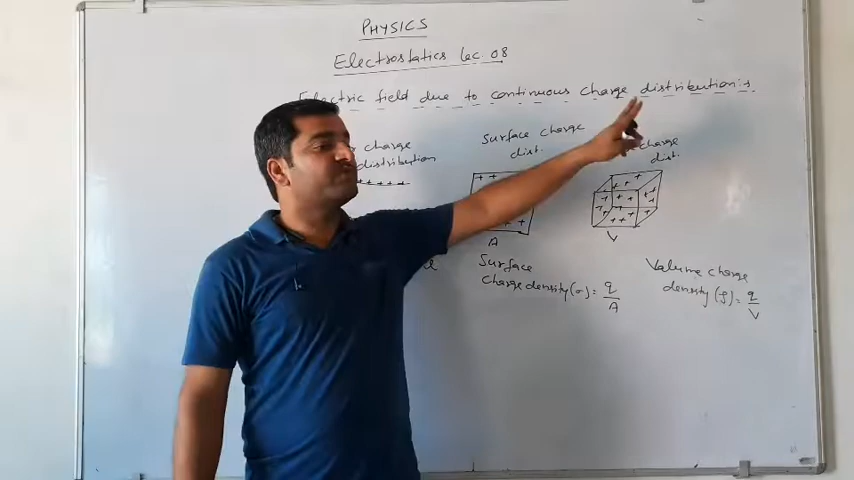 PHYSICS
Electrostatics lec. 08
Electric field due to continuous charge distribution:s
charge
distribution
Surface charge
dist.
charge
dist.
A
V
Surface
Charge density(σ) = q/A
Volume charge
density (ρ) = q/V